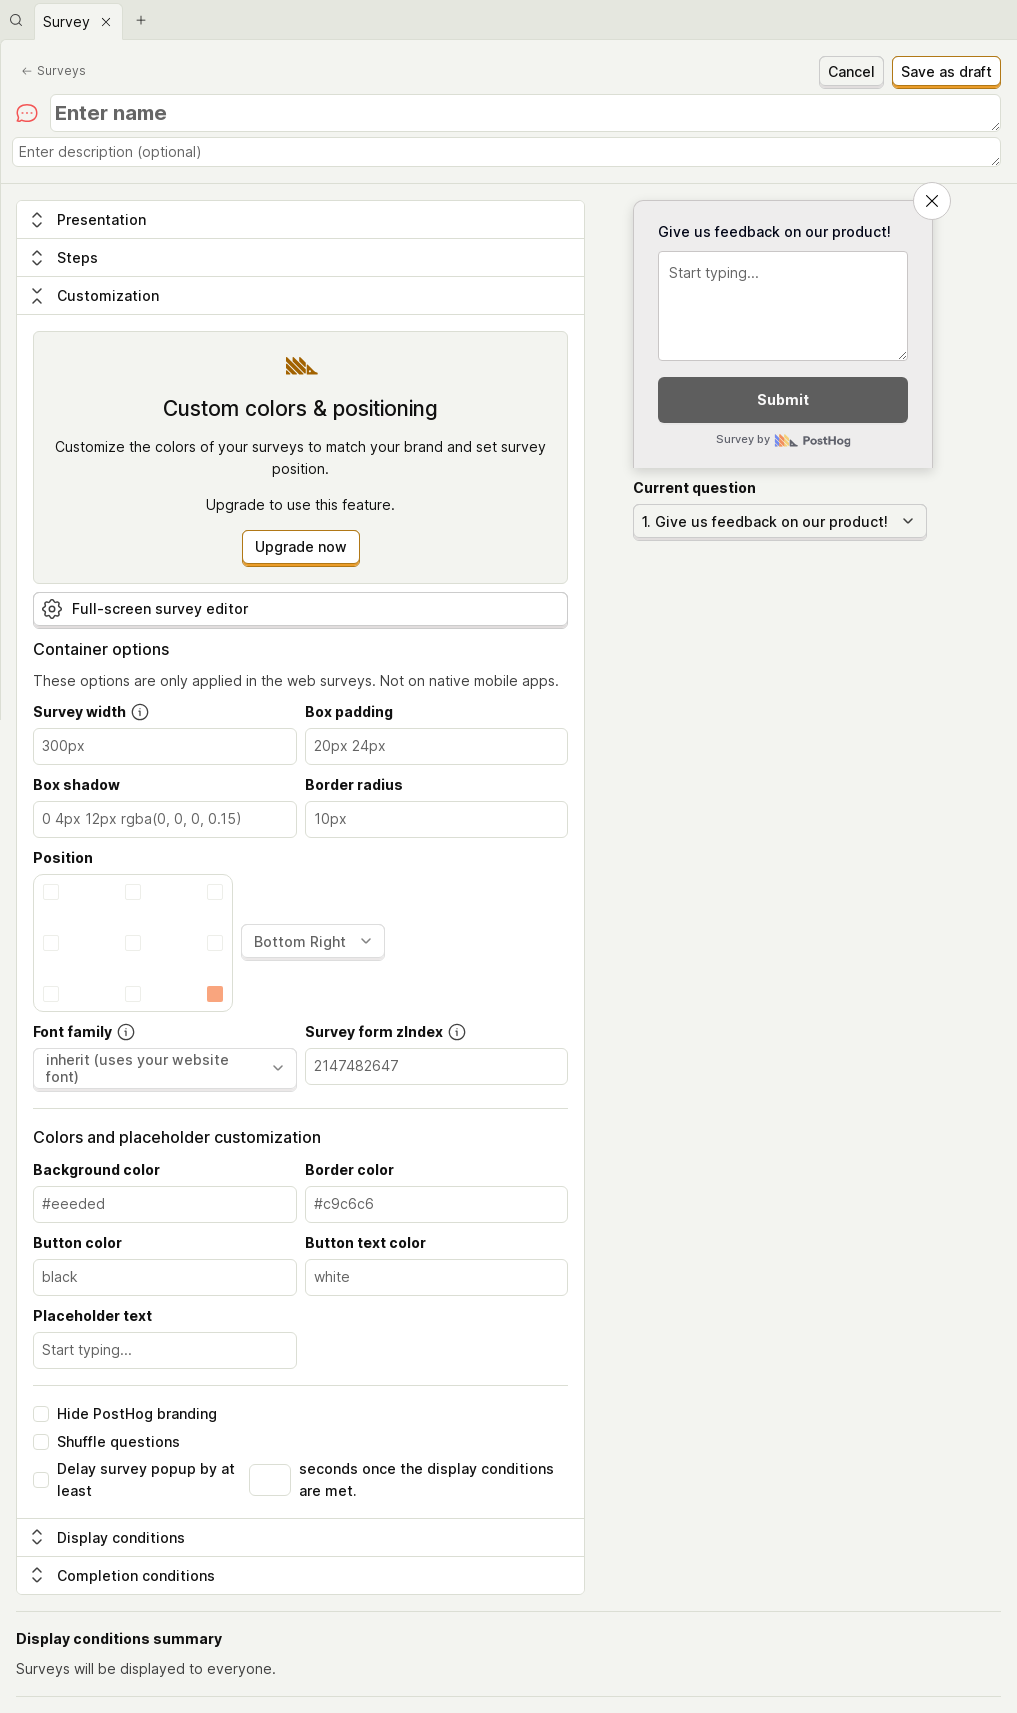 Survey
Surveys
Cancel
Save as draft
Enter name
Enter description (optional)
Presentation
Steps
Customization
Custom colors & positioning
Customize the colors of your surveys to match your brand and set survey
position.
Upgrade to use this feature.
Upgrade now
Full-screen survey editor
Container options
These options are only applied in the web surveys. Not on native mobile apps.
Survey width
Box padding
300px
20px 24px
Box shadow
Border radius
0 4px 12px rgba(0, 0, 0, 0.15)
10px
Position
Bottom Right
Font family
Survey form zIndex
inherit (uses your website
font)
2147482647
Colors and placeholder customization
Background color
Border color
#eeeded
#c9c6c6
Button color
Button text color
black
white
Placeholder text
Start typing...
Hide PostHog branding
Shuffle questions
Delay survey popup by at
least
seconds once the display conditions
are met.
Display conditions
Completion conditions
Give us feedback on our product!
Start typing...
Submit
Survey by PostHog
Current question
1. Give us feedback on our product!
Display conditions summary
Surveys will be displayed to everyone.